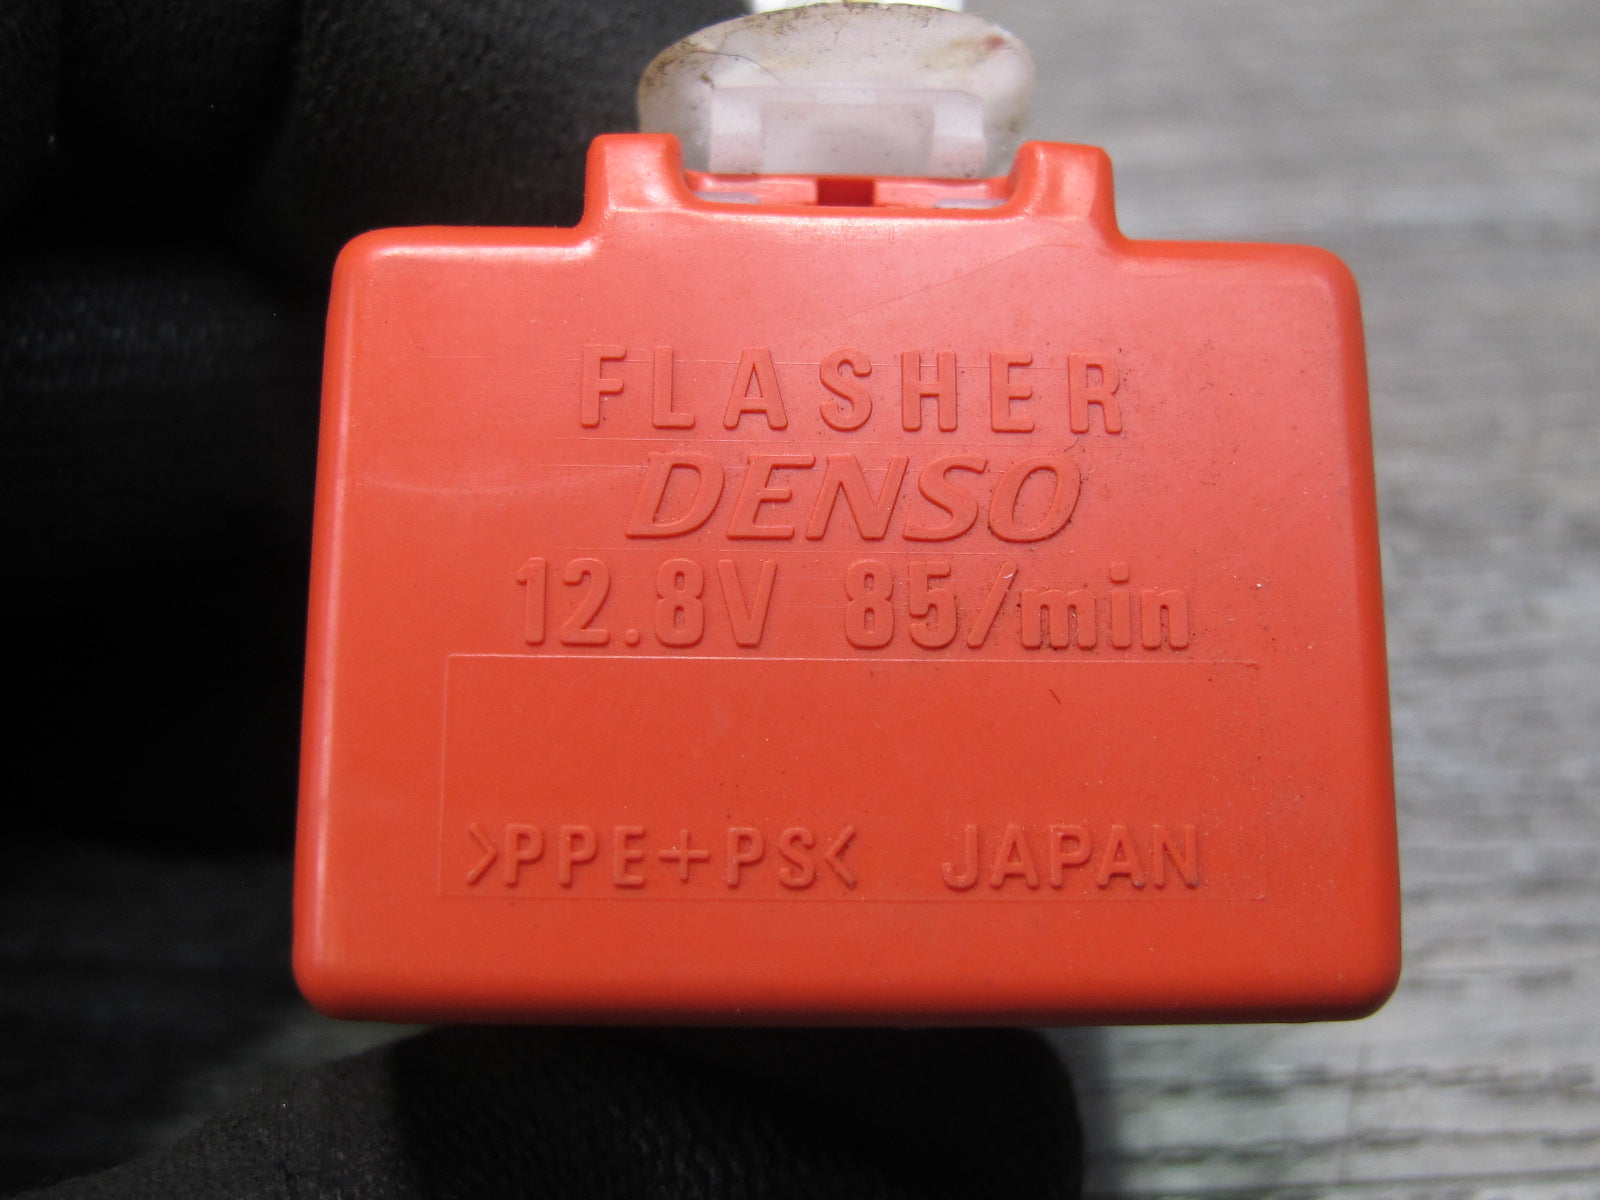 FLASHER
DENSO
12.8V 85/min
>PPE+PS< JAPAN